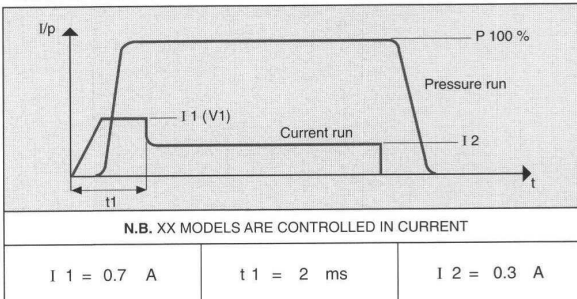 I/p
P 100 %
Pressure run
I 1 (V1)
Current run
I 2
t1
t
N.B. XX MODELS ARE CONTROLLED IN CURRENT
I 1 = 0.7 A
t 1 = 2 ms
I 2 = 0.3 A